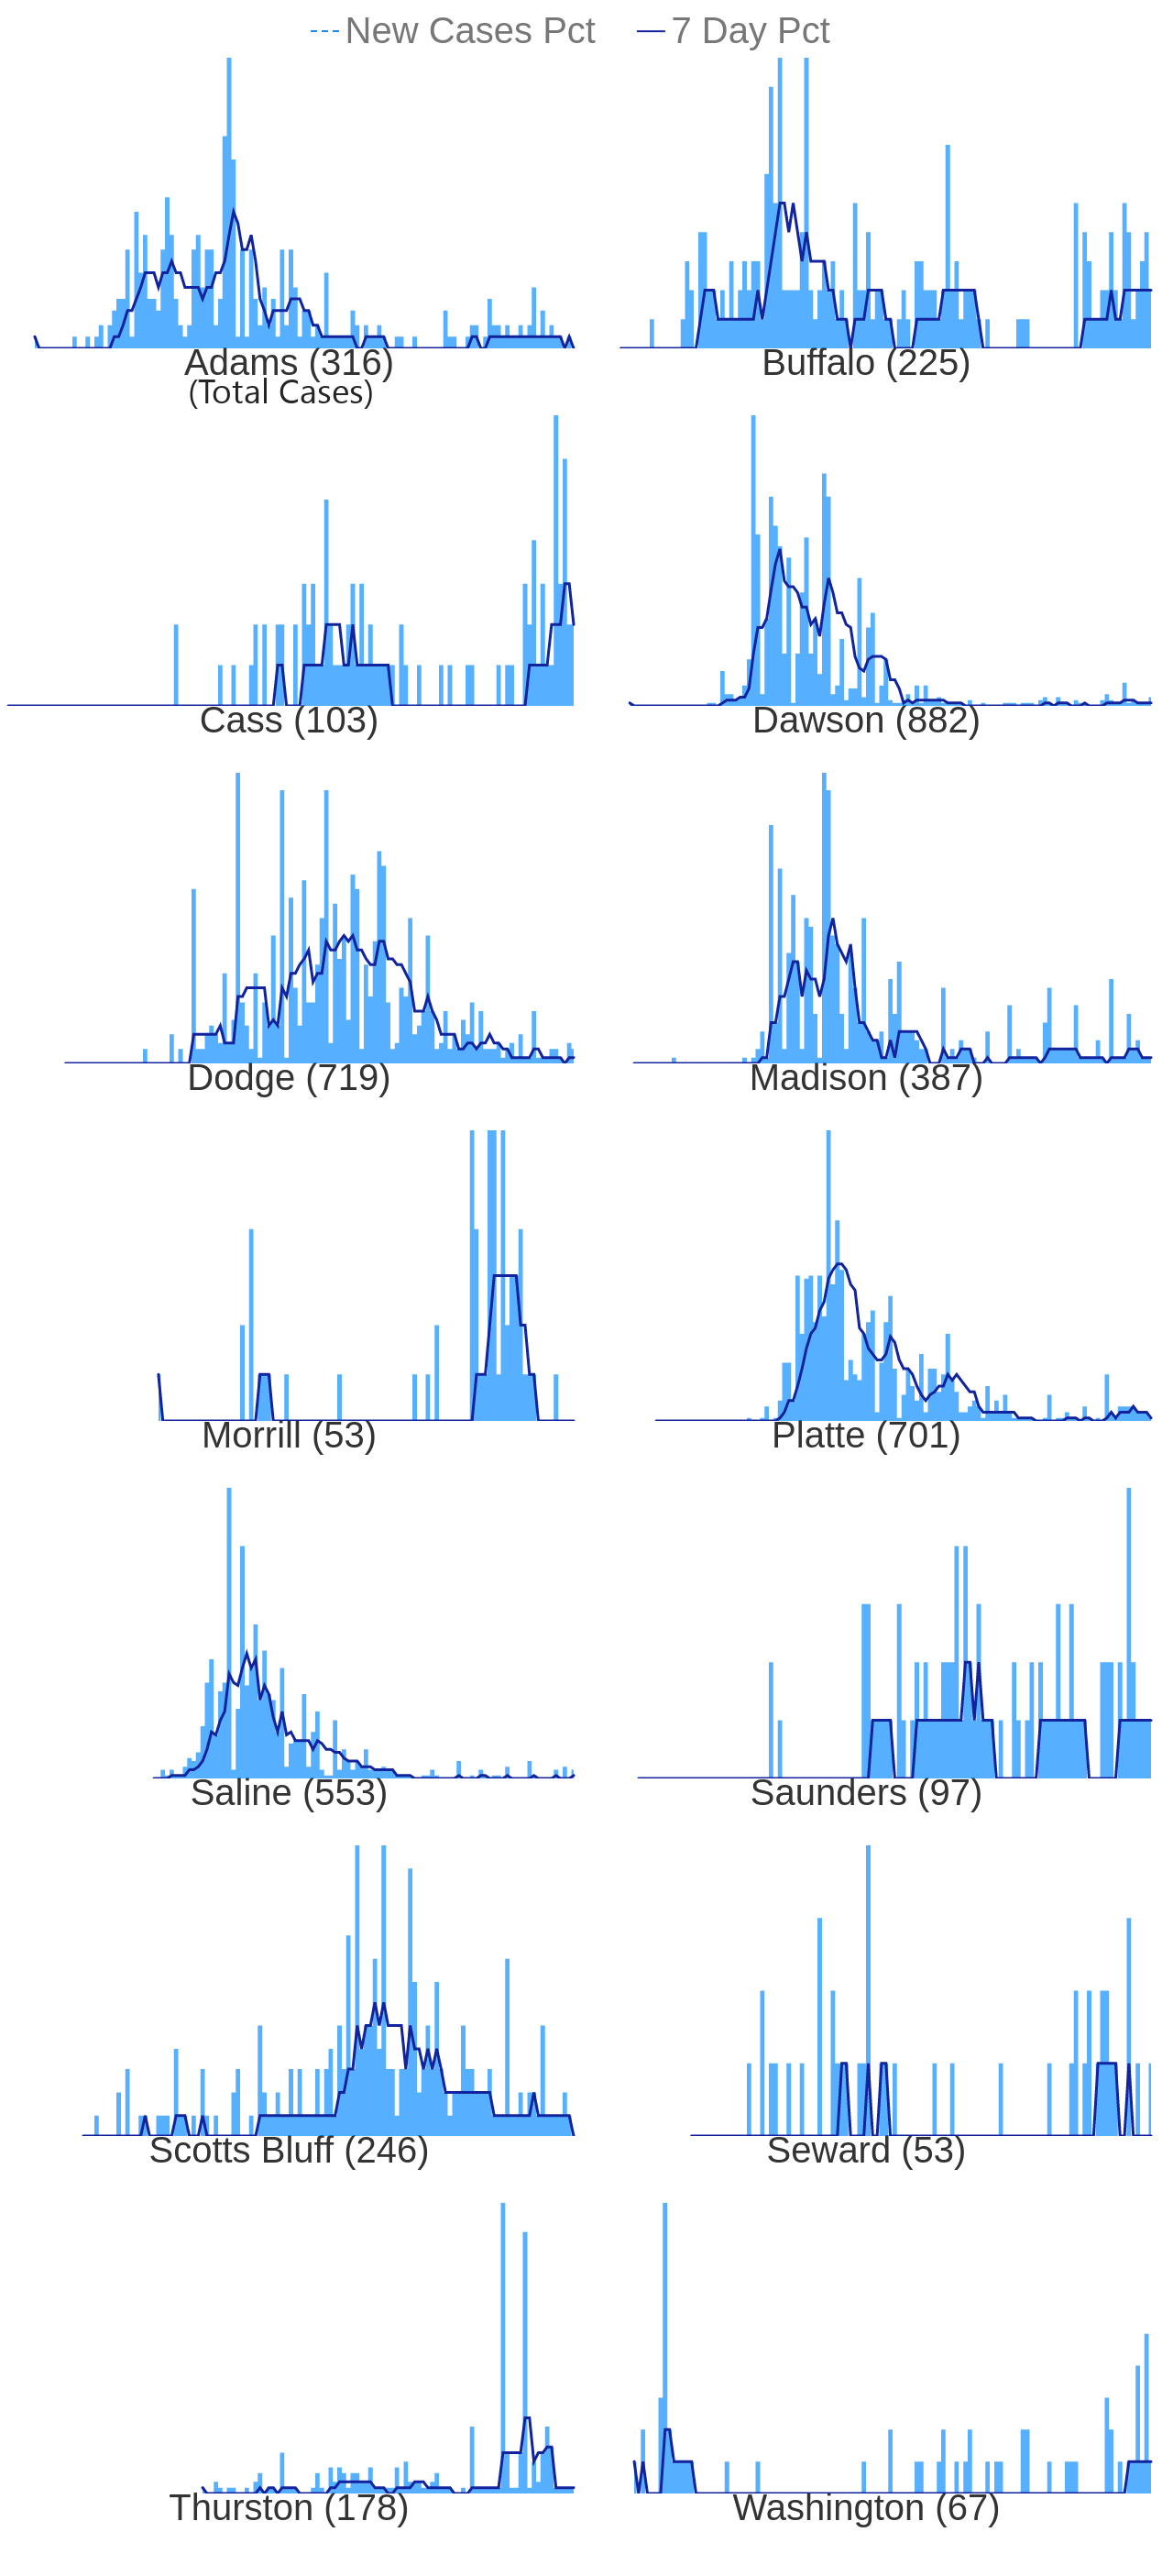 New Cases Pct 7 Day Pct
Adams (316) Buffalo (225)
(Total Cases)
Cass (103) Dawson (882)
Dodge (719) Madison (387)
Morrill (53) Platte (701)
Saline (553) Saunders (97)
Scotts Bluff (246) Seward (53)
Thurston (178) Washington (67)